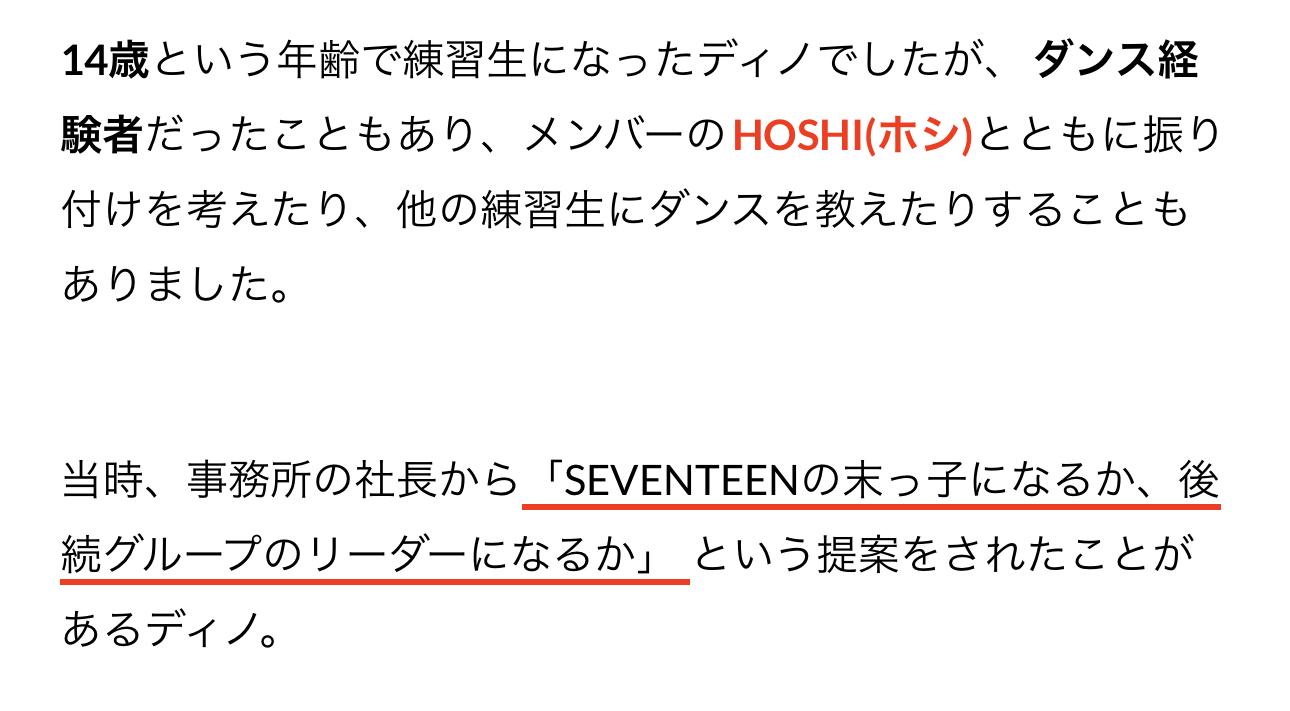 14歳という年齢で練習生になったディノでしたが、 ダンス経
験者だったこともあり、メンバーのHOSHI(ホシ)とともに振り
付けを考えたり、他の練習生にダンスを教えたりすることも
ありました。
当時、事務所の社長から「SEVENTEENの末っ子になるか、後
続グループのリーダーになるか」 という提案をされたことが
あるディノ。